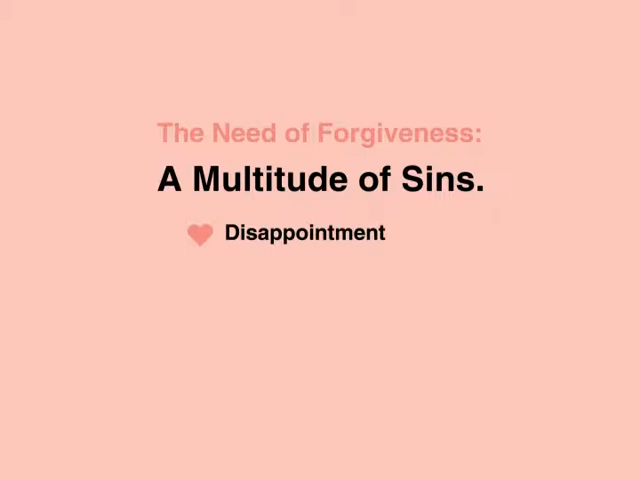 The Need of Forgiveness:
A Multitude of Sins.
Disappointment